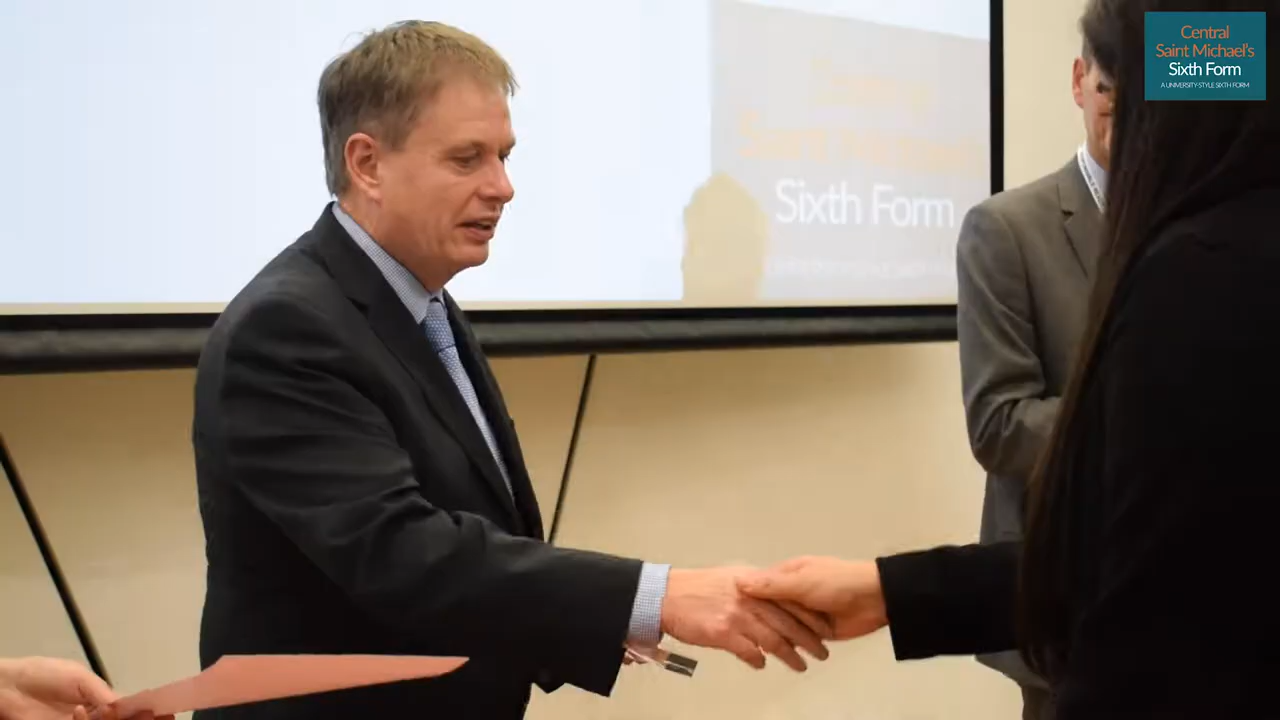 Central
Saint Michael's
Sixth Form
A UNIVERSITY-STYLE SIXTH FORM
Sixth Form